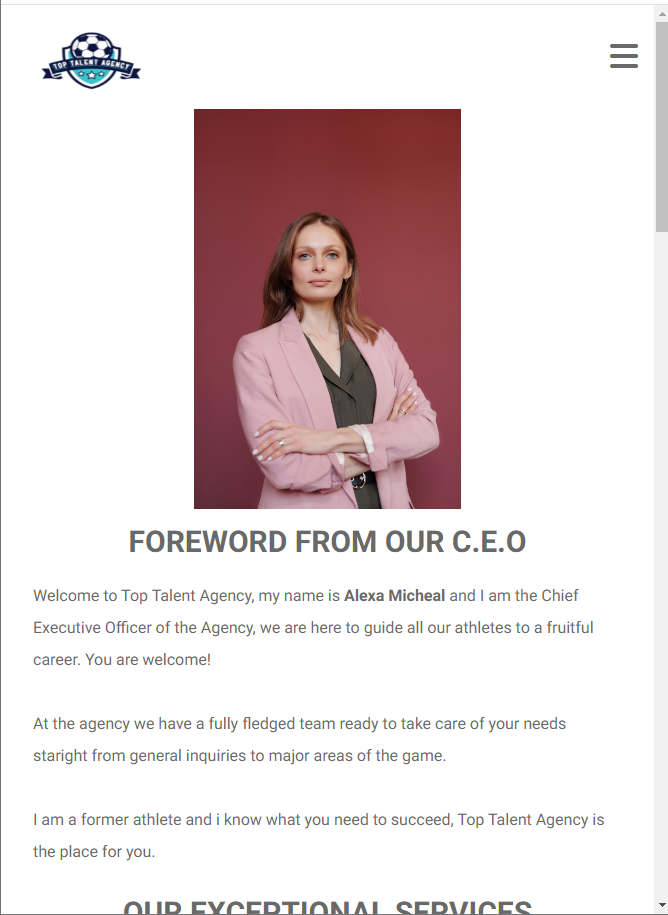 TOP TALENT AGENCY
FOREWORD FROM OUR C.E.O
Welcome to Top Talent Agency, my name is Alexa Micheal and I am the Chief
Executive Officer of the Agency, we are here to guide all our athletes to a fruitful
career. You are welcome!
At the agency we have a fully fledged team ready to take care of your needs
staright from general inquiries to major areas of the game.
I am a former athlete and i know what you need to succeed, Top Talent Agency is
the place for you.
OUR EXCEPTIONAL SERVICES